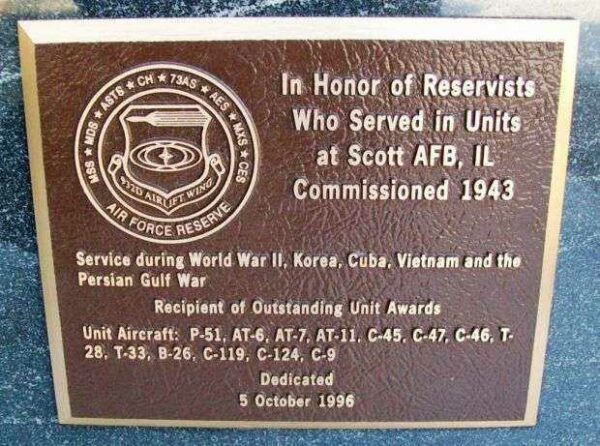 In Honor of Reservists
Who Served in Units
at Scott AFB, IL
Commissioned 1943
MSS ★ MDS ★ ASTS ★ CH ★ 73AS ★ AES ★ MXS ★ CES
932D AIRLIFT WING
AIR FORCE RESERVE
Service during World War II, Korea, Cuba, Vietnam and the
Persian Gulf War
Recipient of Outstanding Unit Awards
Unit Aircraft: P-51, AT-6, AT-7, AT-11, C-45, C-47, C-46, T-
28, T-33, B-26, C-119, C-124, C-9
Dedicated
5 October 1996